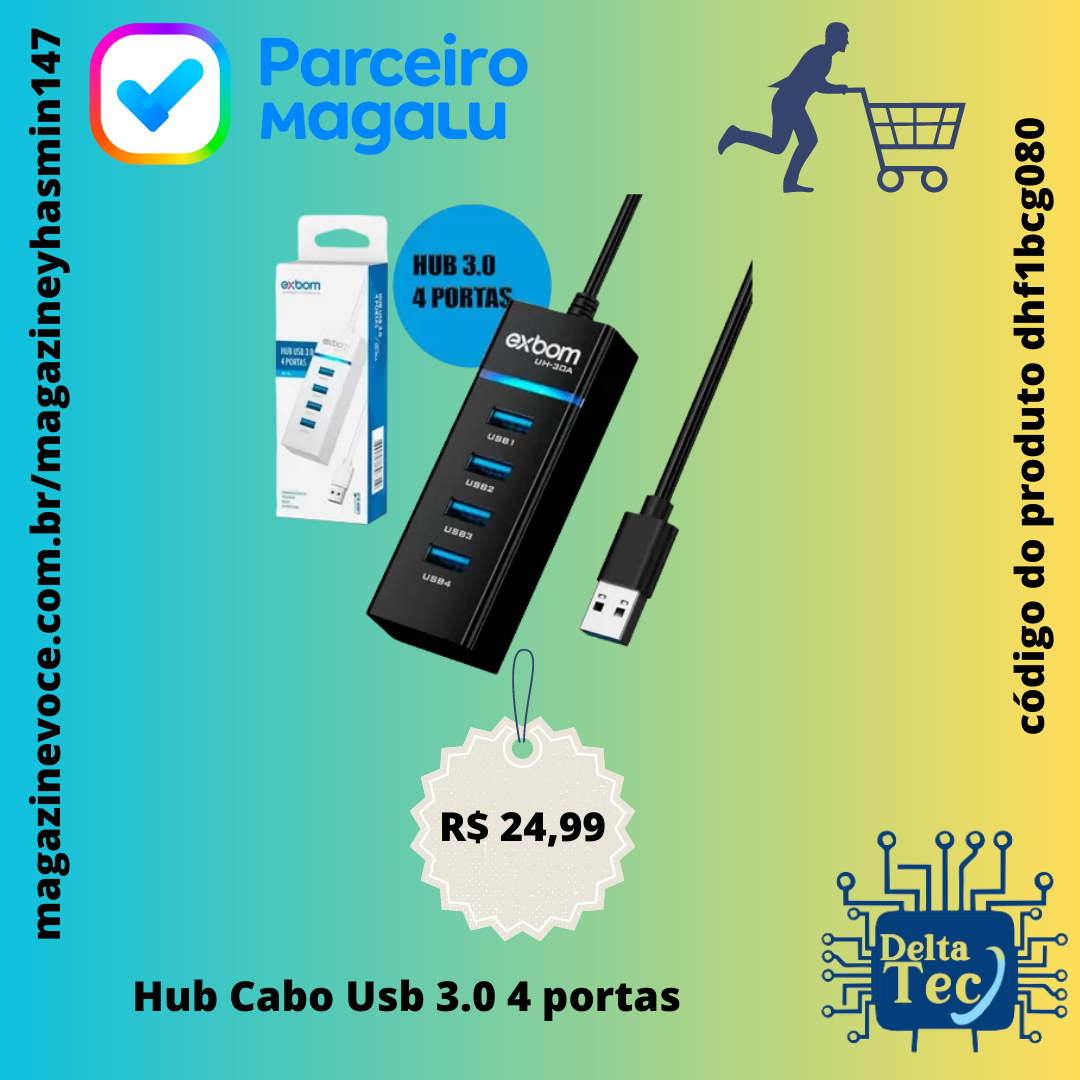 magazinevoce.com.br/magazineyhasmin147
Parceiro
Magalu
código do produto dhf1bcg080
HUB 3.0
4 PORTAS
exbom
HUB USB 3.0
4 PORTAS
exbom
UH-30A
USB1
USB2
USB3
USB4
R$ 24,99
Hub Cabo Usb 3.0 4 portas
Delta
Tec